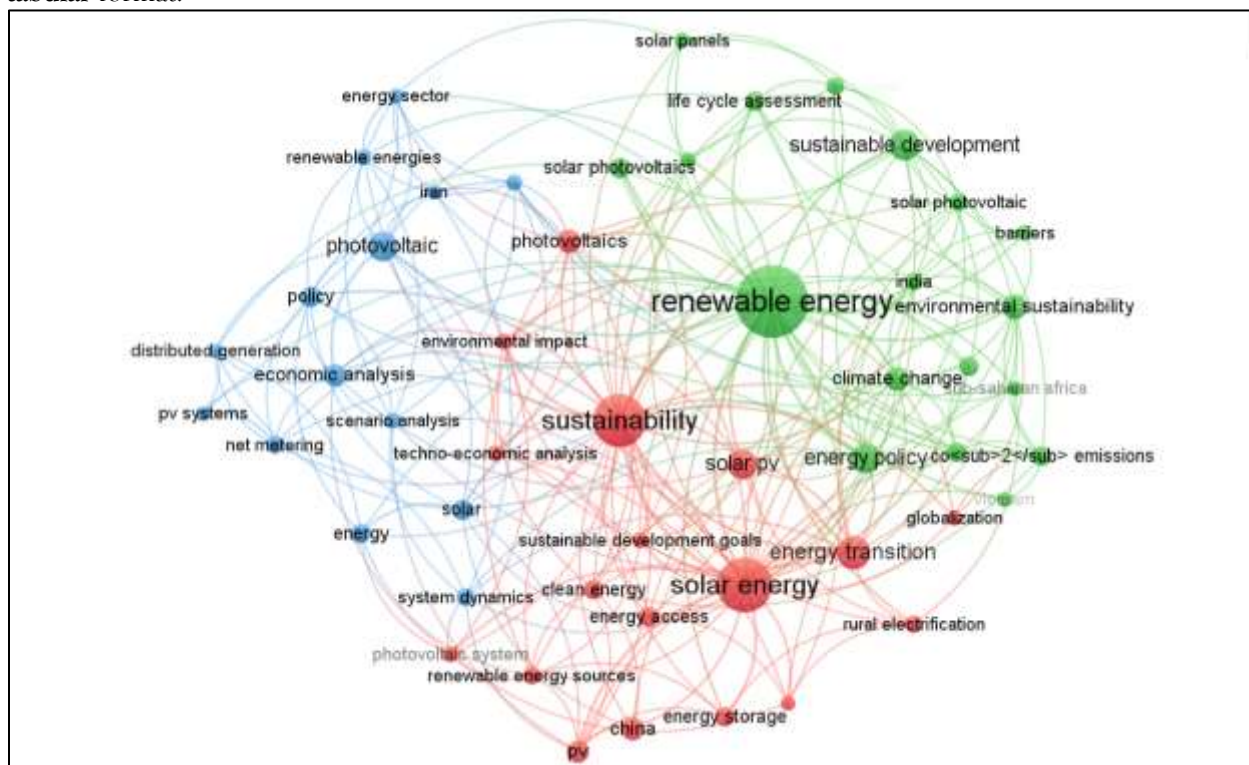 solar panels
energy sector
life cycle assessment
sustainable development
renewable energies
solar photovoltaics
iran
solar photovoltaic
barriers
photovoltaic
photovoltaics
india
policy
renewable energy
environmental sustainability
environmental impact
distributed generation
economic analysis
climate change
sub-saharan africa
pv systems
scenario analysis
sustainability
net metering
techno-economic analysis
solar pv
energy policy
co<sub>2</sub> emissions
vietnam
solar
globalization
energy
sustainable development goals
energy transition
solar energy
clean energy
system dynamics
energy access
rural electrification
photovoltaic system
renewable energy sources
energy storage
china
pv